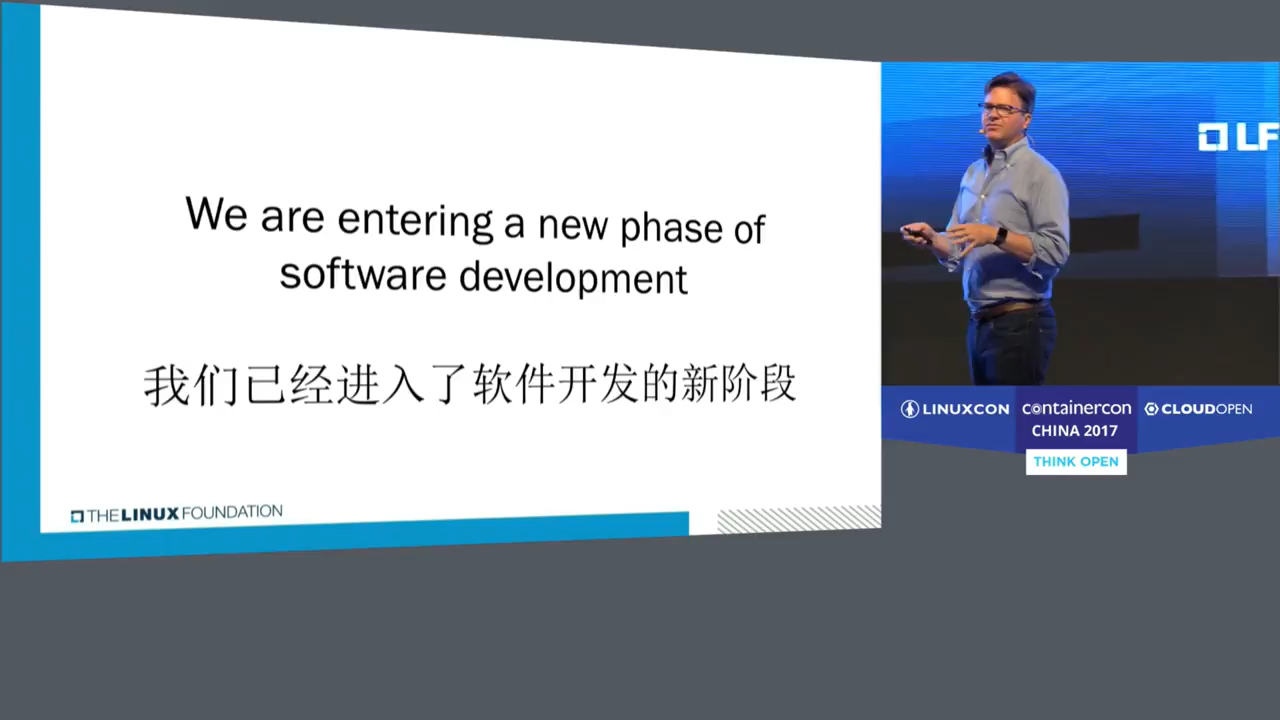 We are entering a new phase of
software development
我们已经进入了软件开发的新阶段
THE LINUX FOUNDATION
LF
LINUXCON
containercon
CLOUDOPEN
CHINA 2017
THINK OPEN